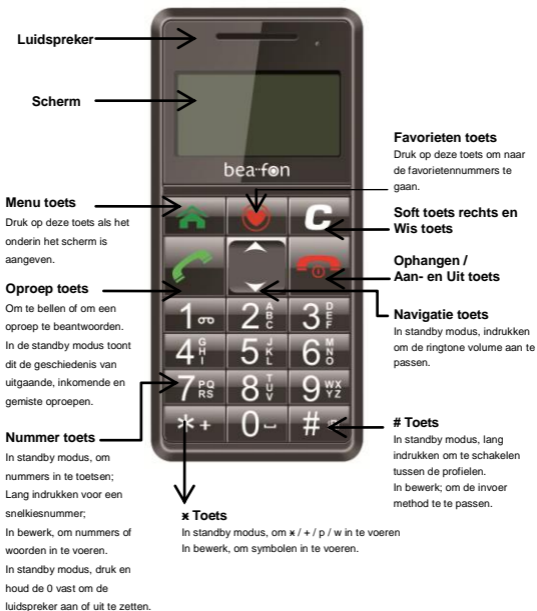 Luidspreker
Scherm
bea-fon
Menu toets
Druk op deze toets als het
onderin het scherm is
aangeven.
Oproep toets
Om te bellen of om een
oproep te beantwoorden.
In de standby modus toont
dit de geschiedenis van
uitgaande, inkomende en
gemiste oproepen.
Nummer toets
In standby modus, om
nummers in te toetsen;
Lang indrukken voor een
snelkiesnummer;
In bewerk, om nummers of
woorden in te voeren.
In standby modus, druk en
houd de 0 vast om de
luidspreker aan of uit te zetten.
C
1
2 ABC
3 DEF
4 GHI
5 JKL
6 MNO
7 PQRS
8 TUV
9 WXYZ
* +
0
#
Favorieten toets
Druk op deze toets om naar
de favorietennummers te
gaan.
Soft toets rechts en
Wis toets
Ophangen /
Aan- en Uit toets
Navigatie toets
In standby modus, indrukken
om de ringtone volume aan te
passen.
# Toets
In standby modus, lang
indrukken om te schakelen
tussen de profielen.
In bewerk; om de invoer
method te te passen.
* Toets
In standby modus, om * / + / p / w in te voeren
In bewerk, om symbolen in te voeren.